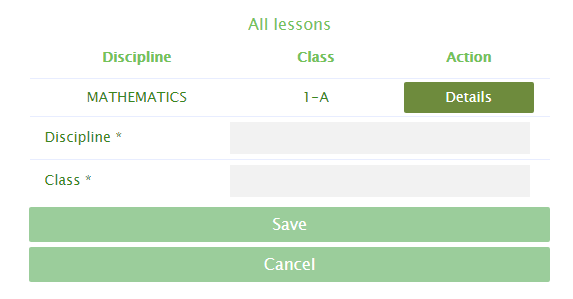 All lessons
Discipline Class Action
MATHEMATICS 1-A Details
Discipline *
Class *
Save
Cancel